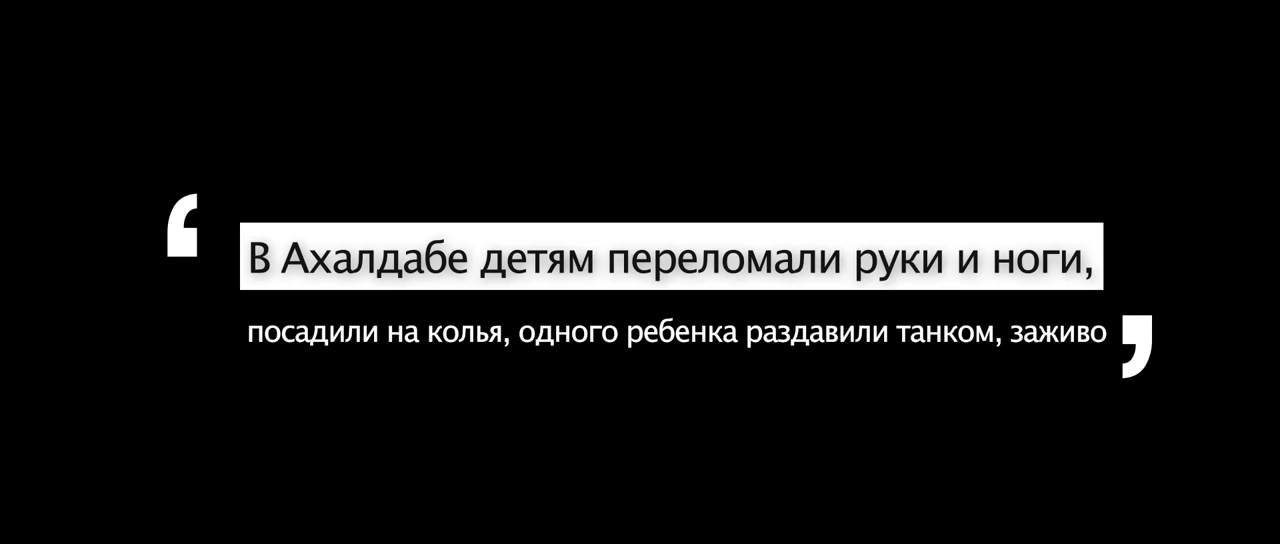 ‘ В Ахалдабе детям переломали руки и ноги,
посадили на колья, одного ребенка раздавили танком, заживо ’